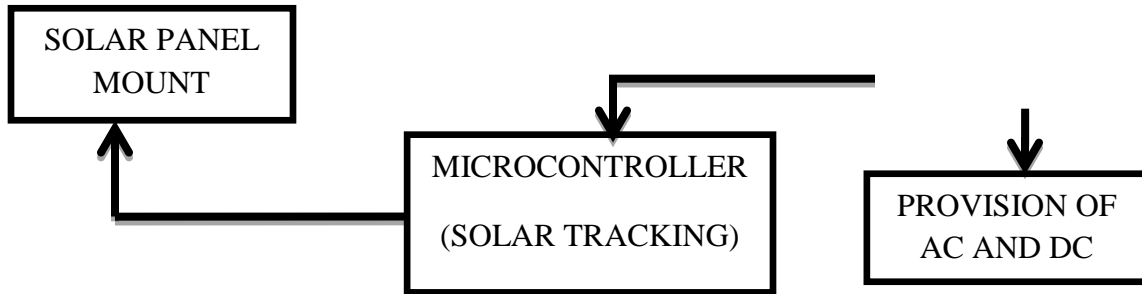 SOLAR PANEL
MOUNT
MICROCONTROLLER
(SOLAR TRACKING)
PROVISION OF
AC AND DC